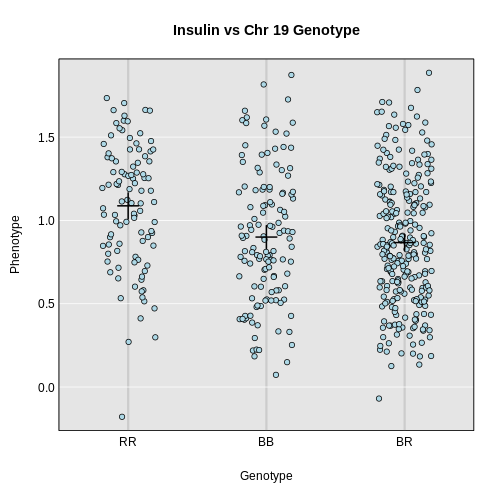 Insulin vs Chr 19 Genotype
Phenotype
1.5
1.0
0.5
0.0
RR BB BR
Genotype